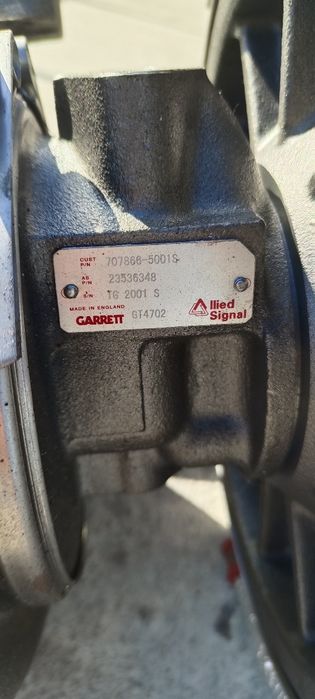 CUST P/N 707868-5001S
AS P/N 23536348
S/N TG 2001 S
MADE IN ENGLAND
GARRETT GT4702
Allied Signal